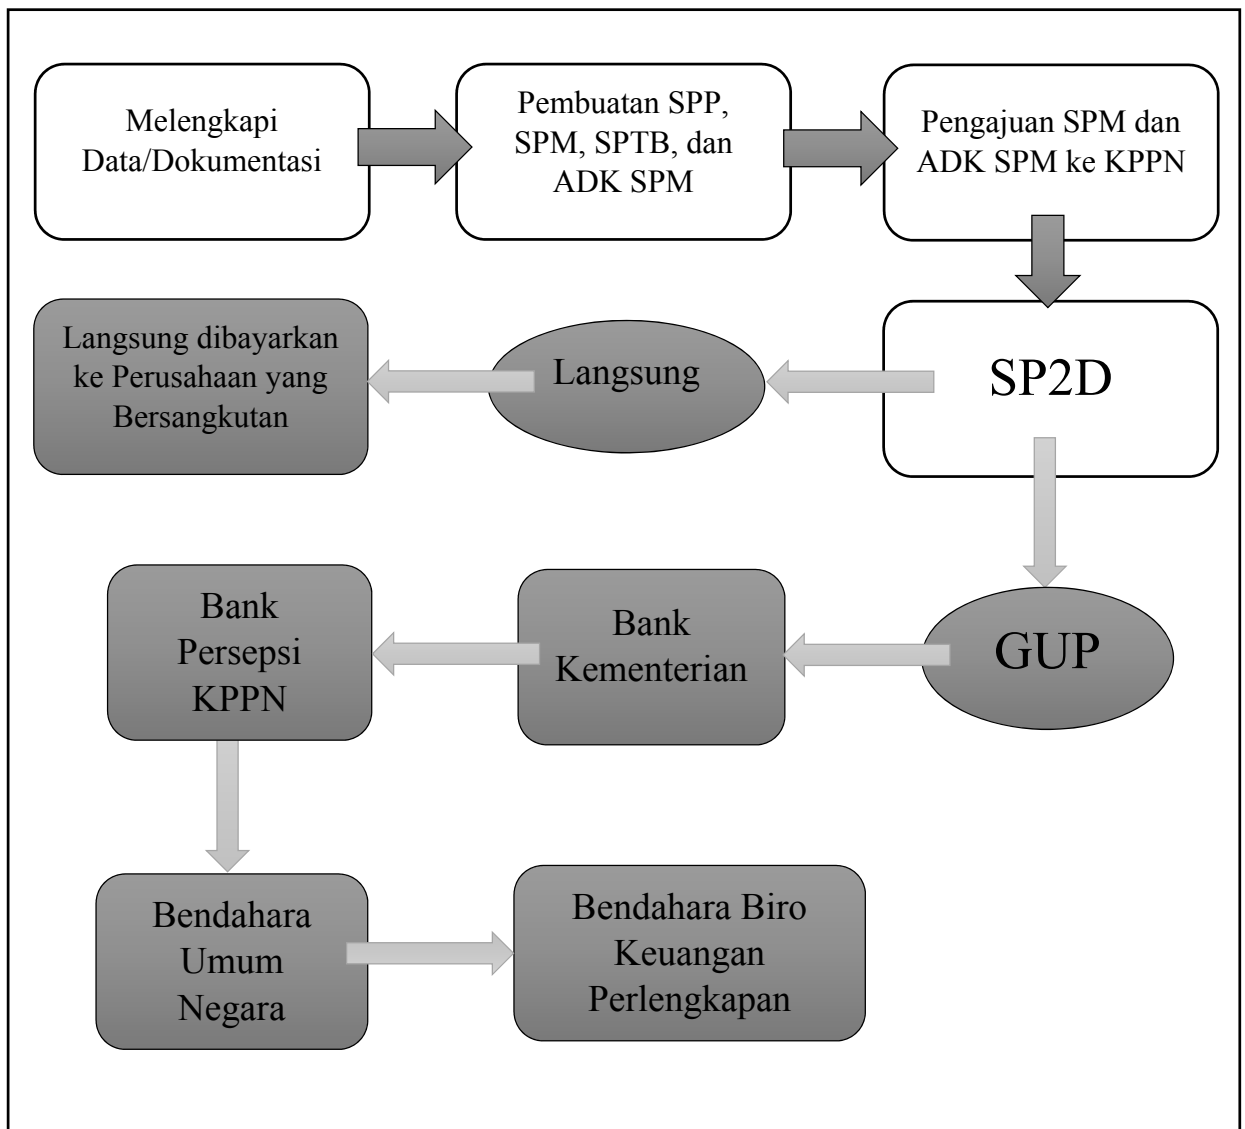 Melengkapi
Data/Dokumentasi
Pembuatan SPP,
SPM, SPTB, dan
ADK SPM
Pengajuan SPM dan
ADK SPM ke KPPN
Langsung dibayarkan
ke Perusahaan yang
Bersangkutan
Langsung
SP2D
Bank
Persepsi
KPPN
Bank
Kementerian
GUP
Bendahara
Umum
Negara
Bendahara Biro
Keuangan
Perlengkapan